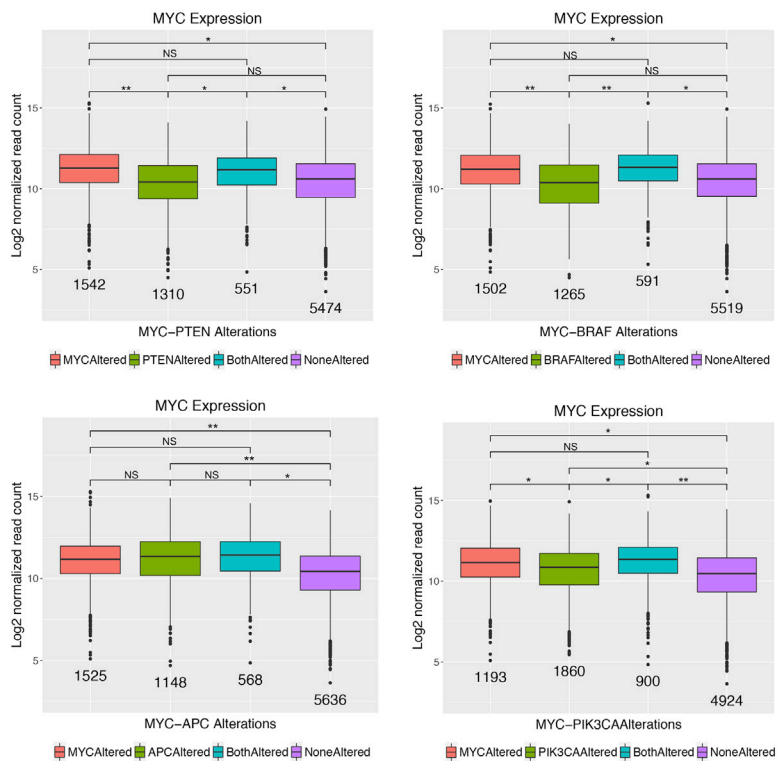 MYC Expression
*
NS
NS
** * *
15
10
5
Log2 normalized read count
1542 1310 551 5474
MYC−PTEN Alterations
MYCAltered PTENAltered BothAltered NoneAltered
MYC Expression
*
NS
NS
** ** *
15
10
5
Log2 normalized read count
1502 1265 591 5519
MYC−BRAF Alterations
MYCAltered BRAFAltered BothAltered NoneAltered
MYC Expression
**
NS
**
NS NS *
15
10
5
Log2 normalized read count
1525 1148 568 5636
MYC−APC Alterations
MYCAltered APCAltered BothAltered NoneAltered
MYC Expression
*
NS
*
* * **
15
10
5
Log2 normalized read count
1193 1860 900 4924
MYC−PIK3CAAlterations
MYCAltered PIK3CAAltered BothAltered NoneAltered